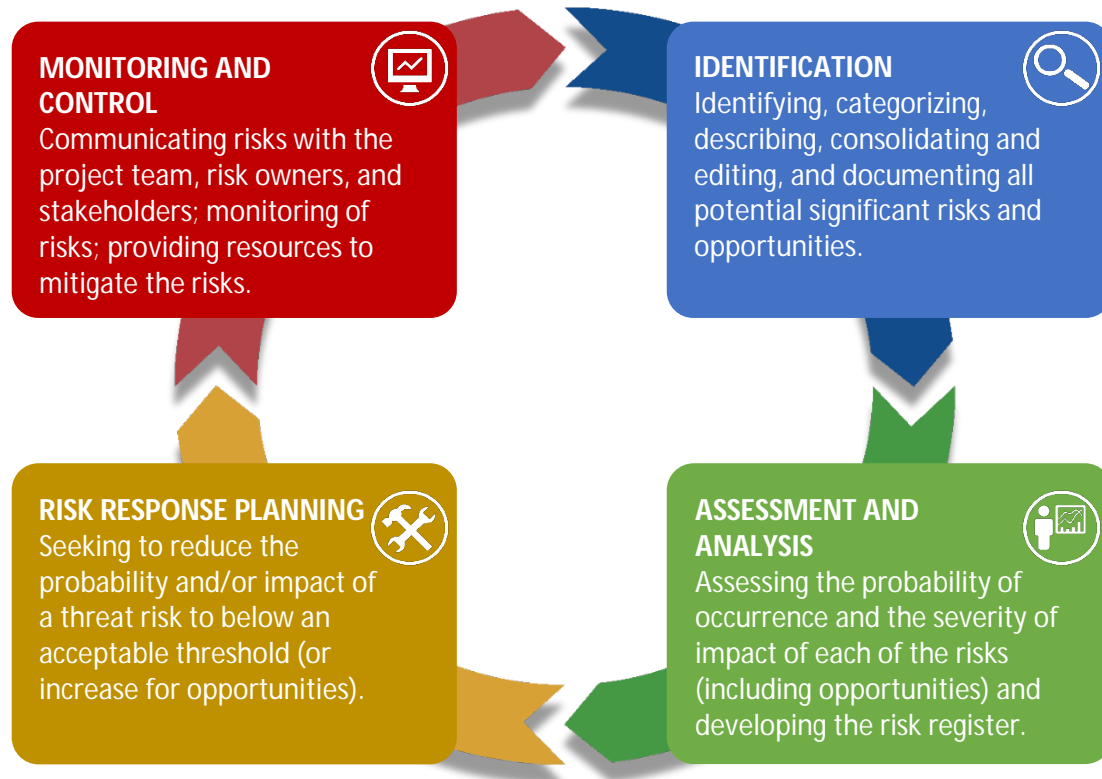 MONITORING AND
CONTROL
Communicating risks with the
project team, risk owners, and
stakeholders; monitoring of
risks; providing resources to
mitigate the risks.
IDENTIFICATION
Identifying, categorizing,
describing, consolidating and
editing, and documenting all
potential significant risks and
opportunities.
RISK RESPONSE PLANNING
Seeking to reduce the
probability and/or impact of
a threat risk to below an
acceptable threshold (or
increase for opportunities).
ASSESSMENT AND
ANALYSIS
Assessing the probability of
occurrence and the severity of
impact of each of the risks
(including opportunities) and
developing the risk register.